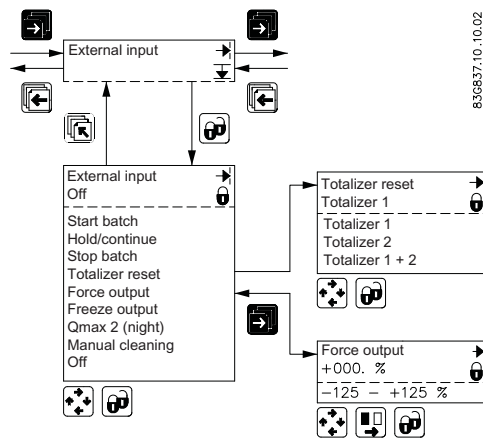 External input
83G837.10.10.02
External input
Off
Start batch
Hold/continue
Stop batch
Totalizer reset
Force output
Freeze output
Qmax 2 (night)
Manual cleaning
Off
Totalizer reset
Totalizer 1
Totalizer 1
Totalizer 2
Totalizer 1 + 2
Force output
+000. %
−125 − +125 %